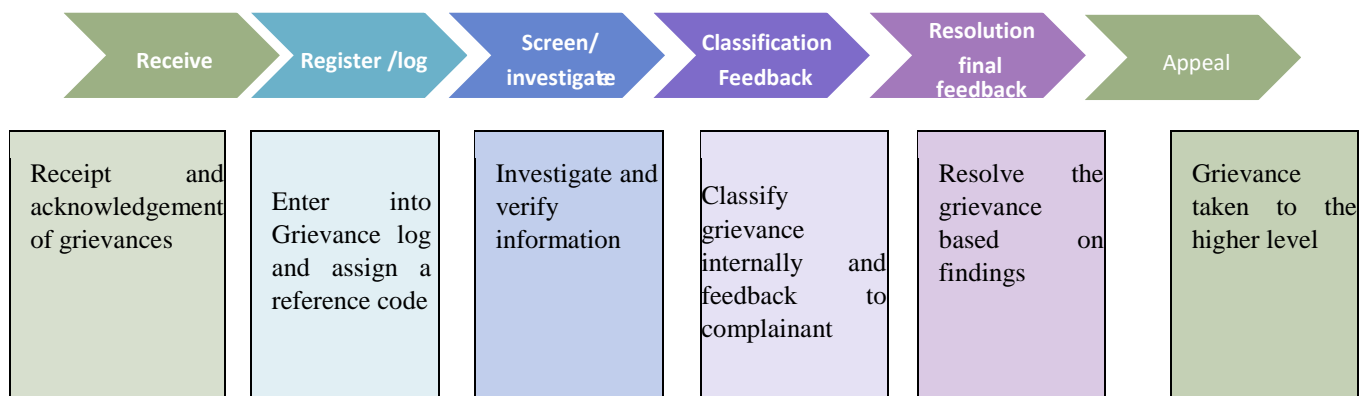 Receive
Register /log
Screen/
investigate
Classification
Feedback
Resolution
final
feedback
Appeal
Receipt and
acknowledgement
of grievances
Enter into
Grievance log
and assign a
reference code
Investigate and
verify
information
Classify
grievance
internally and
feedback to
complainant
Resolve the
grievance
based on
findings
Grievance
taken to the
higher level